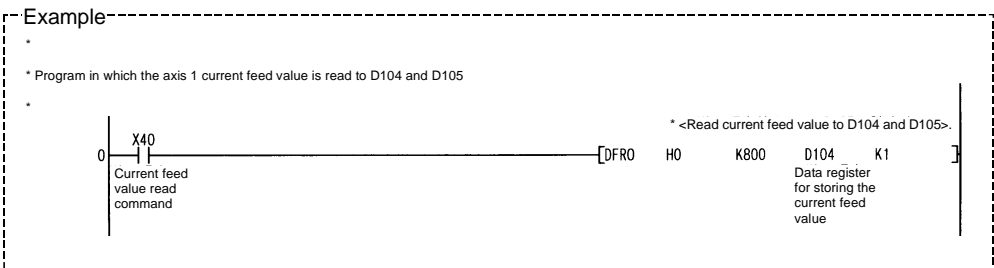 Example
*
* Program in which the axis 1 current feed value is read to D104 and D105
*
* <Read current feed value to D104 and D105>.
X40
0 [DFRO H0 K800 D104 K1 ]
Current feed
value read
command
Data register
for storing the
current feed
value